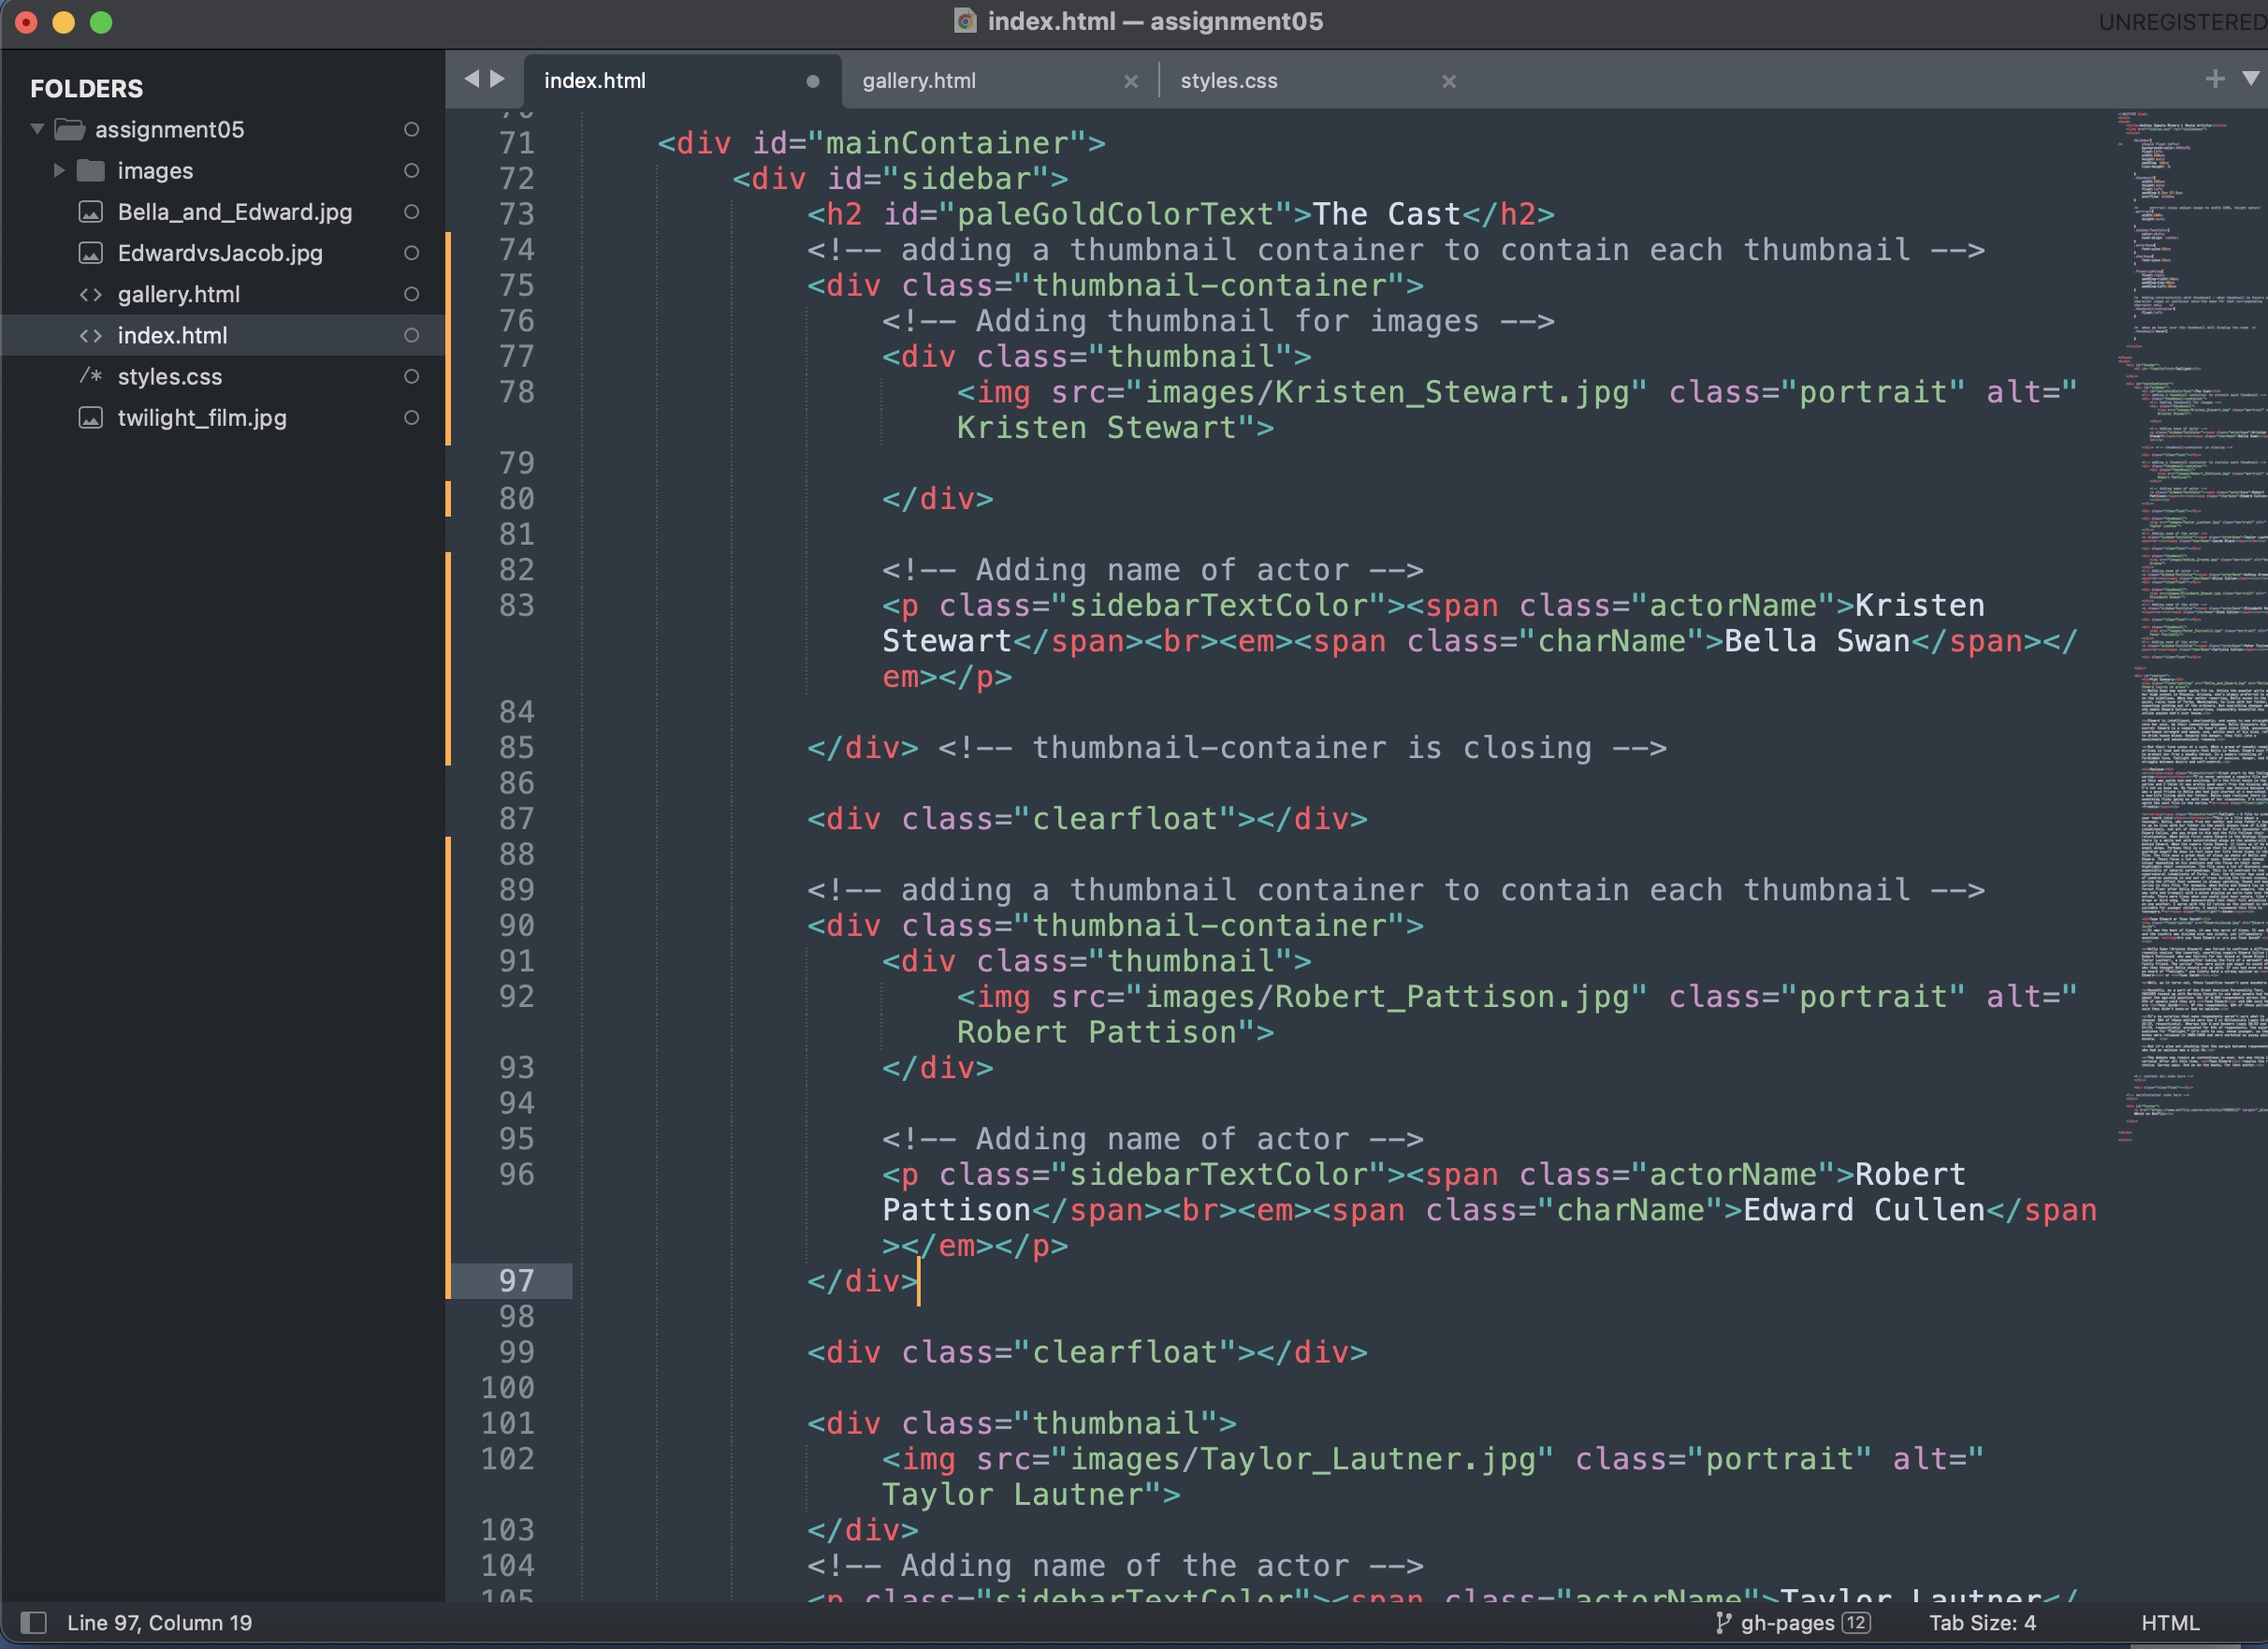 index.html — assignment05
UNREGISTERED
FOLDERS
assignment05
images
Bella_and_Edward.jpg
EdwardvsJacob.jpg
gallery.html
index.html
styles.css
twilight_film.jpg
index.html
gallery.html
styles.css
71 <div id="mainContainer">
72 <div id="sidebar">
73 <h2 id="paleGoldColorText">The Cast</h2>
74 <!-- adding a thumbnail container to contain each thumbnail -->
75 <div class="thumbnail-container">
76 <!-- Adding thumbnail for images -->
77 <div class="thumbnail">
78 <img src="images/Kristen_Stewart.jpg" class="portrait" alt="
Kristen Stewart">
79
80 </div>
81
82 <!-- Adding name of actor -->
83 <p class="sidebarTextColor"><span class="actorName">Kristen
Stewart</span><br><em><span class="charName">Bella Swan</span></
em></p>
84
85 </div> <!-- thumbnail-container is closing -->
86
87 <div class="clearfloat"></div>
88
89 <!-- adding a thumbnail container to contain each thumbnail -->
90 <div class="thumbnail-container">
91 <div class="thumbnail">
92 <img src="images/Robert_Pattison.jpg" class="portrait" alt="
Robert Pattison">
93 </div>
94
95 <!-- Adding name of actor -->
96 <p class="sidebarTextColor"><span class="actorName">Robert
Pattison</span><br><em><span class="charName">Edward Cullen</span
></em></p>
97 </div>
98
99 <div class="clearfloat"></div>
100
101 <div class="thumbnail">
102 <img src="images/Taylor_Lautner.jpg" class="portrait" alt="
Taylor Lautner">
103 </div>
104 <!-- Adding name of the actor -->
105 <p class="sidebarTextColor"><span class="actorName">Taylor Lautner</
Line 97, Column 19
gh-pages 12
Tab Size: 4
HTML